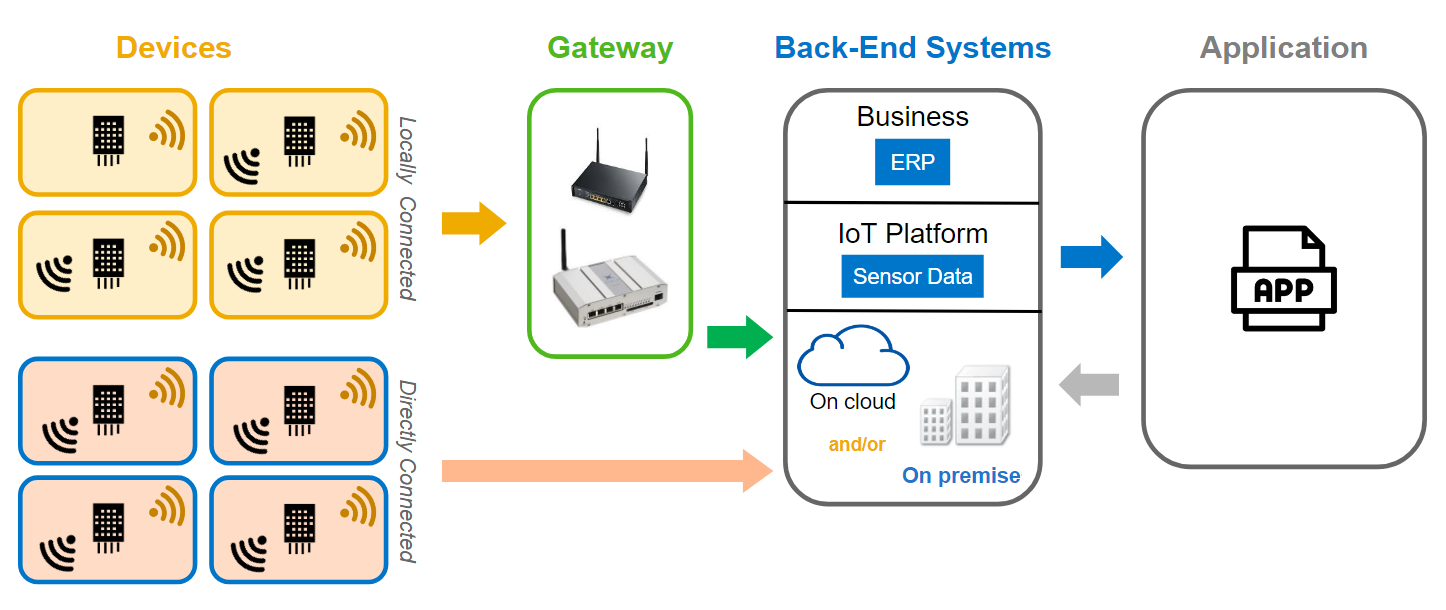 Devices
Gateway
Back-End Systems
Application
Locally Connected
Directly Connected
Business
ERP
IoT Platform
Sensor Data
On cloud
and/or
On premise
APP